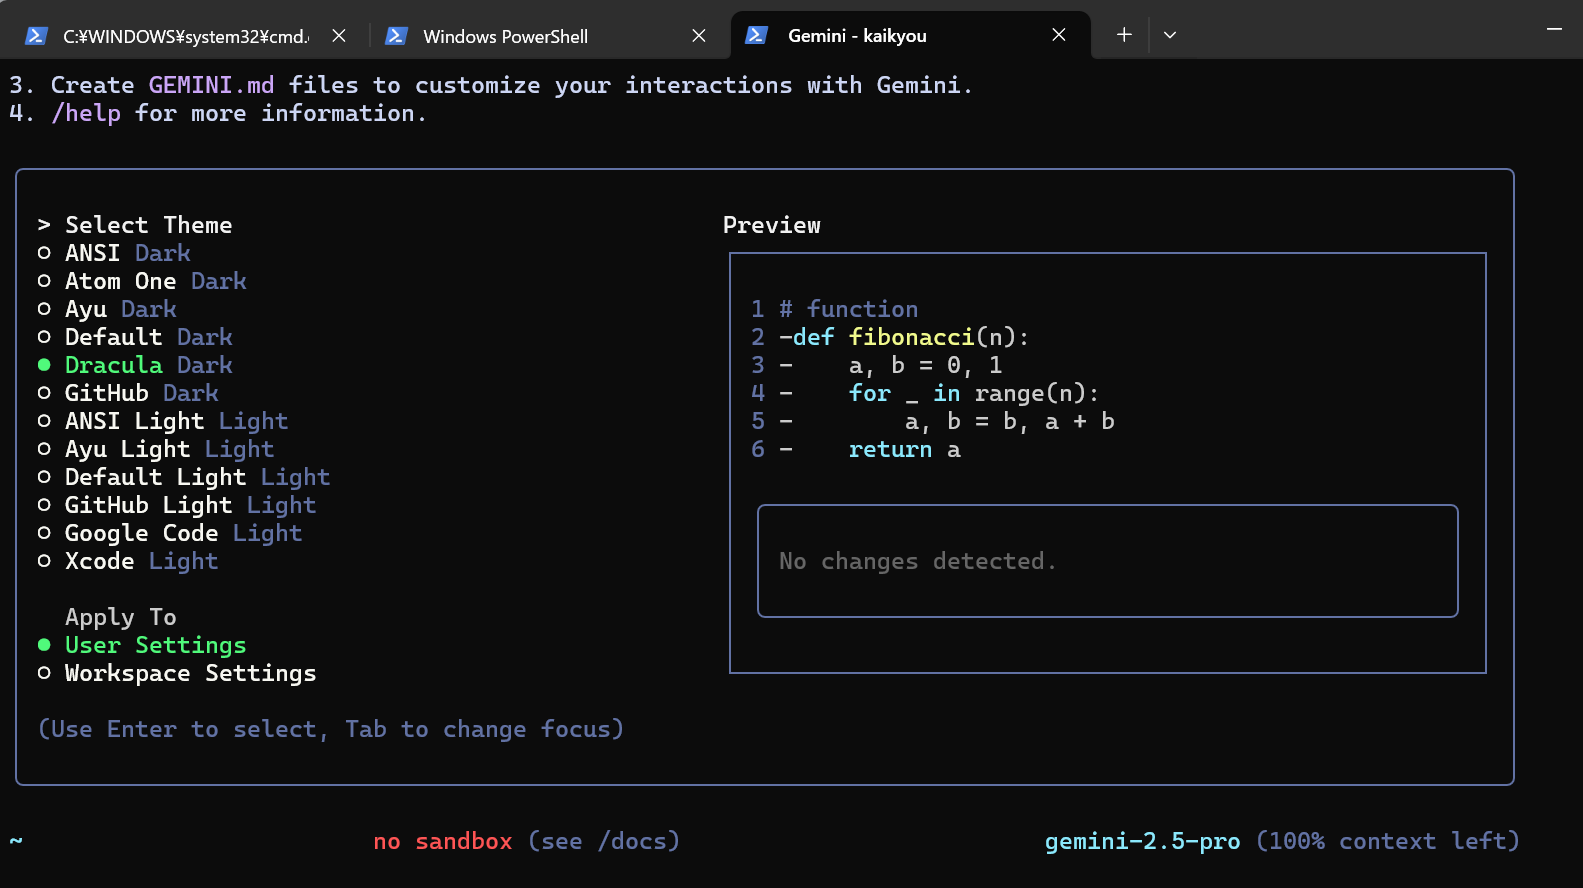 C:¥WINDOWS¥system32¥cmd.
Windows PowerShell
Gemini - kaikyou
3. Create GEMINI.md files to customize your interactions with Gemini.
4. /help for more information.
> Select Theme
ANSI Dark
Atom One Dark
Ayu Dark
Default Dark
Dracula Dark
GitHub Dark
ANSI Light Light
Ayu Light Light
Default Light Light
GitHub Light Light
Google Code Light
Xcode Light
Apply To
User Settings
Workspace Settings
(Use Enter to select, Tab to change focus)
Preview
1 # function
2 -def fibonacci(n):
3 -    a, b = 0, 1
4 -    for _ in range(n):
5 -        a, b = b, a + b
6 -    return a
No changes detected.
~ no sandbox (see /docs) gemini-2.5-pro (100% context left)